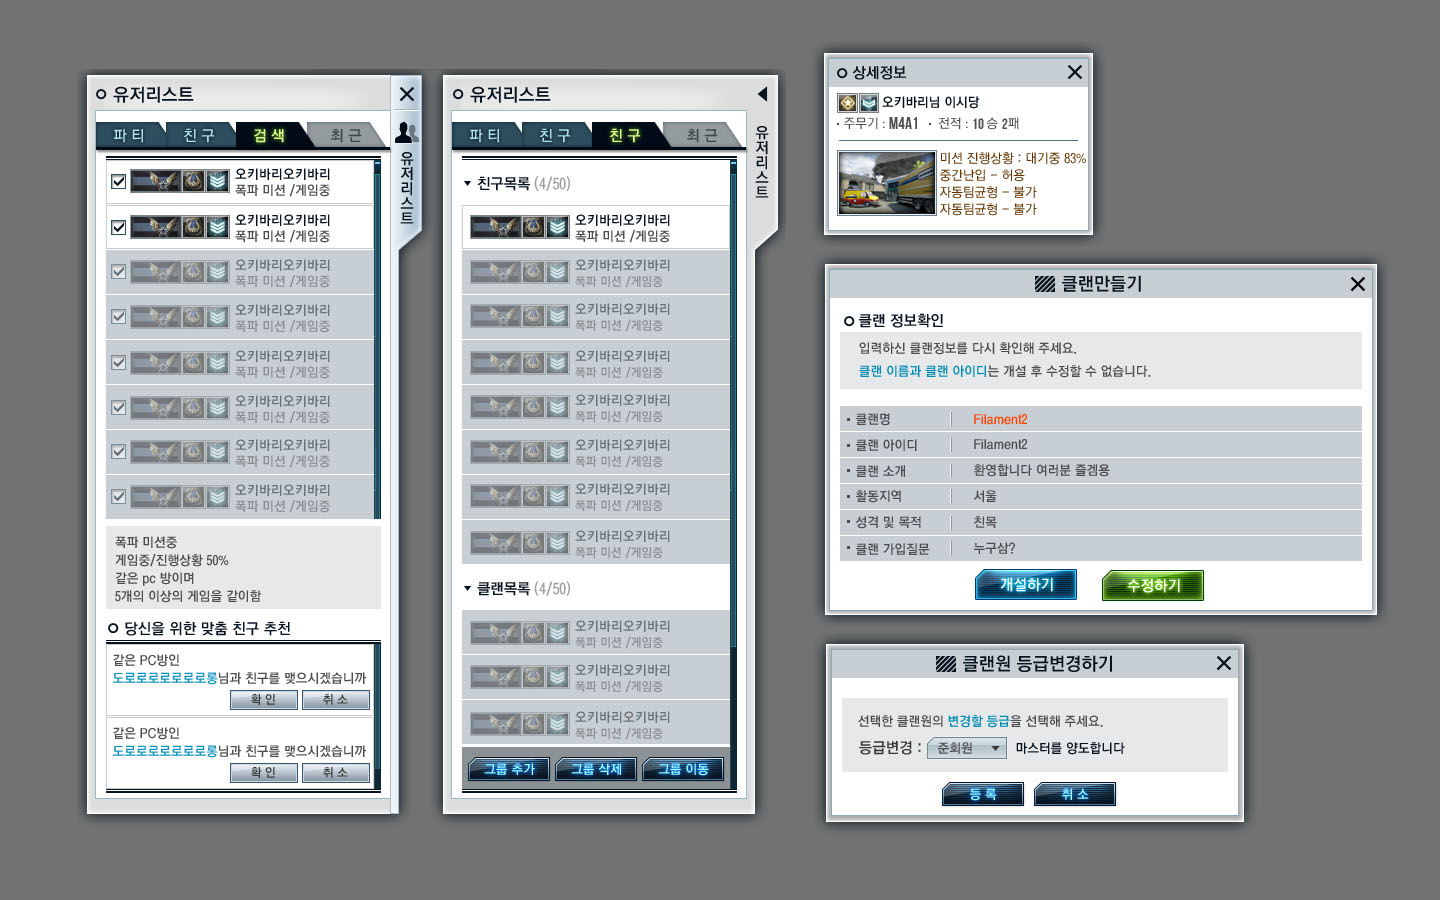 유저리스트
파티 친구 검색 최근
오키바리오키바리
폭파 미션 /게임중
오키바리오키바리
폭파 미션 /게임중
오키바리오키바리
폭파 미션 /게임중
오키바리오키바리
폭파 미션 /게임중
오키바리오키바리
폭파 미션 /게임중
오키바리오키바리
폭파 미션 /게임중
오키바리오키바리
폭파 미션 /게임중
오키바리오키바리
폭파 미션 /게임중
폭파 미션중
게임중/진행상황 50%
같은 pc 방이며
5개의 이상의 게임을 같이함
당신을 위한 맞춤 친구 추천
같은 PC방인
도로로로로로로로롱님과 친구를 맺으시겠습니까
확인 취소
같은 PC방인
도로로로로로로로롱님과 친구를 맺으시겠습니까
확인 취소
유저리스트
유저리스트
파티 친구 친구 최근
친구목록 (4/50)
오키바리오키바리
폭파 미션 /게임중
오키바리오키바리
폭파 미션 /게임중
오키바리오키바리
폭파 미션 /게임중
오키바리오키바리
폭파 미션 /게임중
오키바리오키바리
폭파 미션 /게임중
오키바리오키바리
폭파 미션 /게임중
오키바리오키바리
폭파 미션 /게임중
오키바리오키바리
폭파 미션 /게임중
클랜목록 (4/50)
오키바리오키바리
폭파 미션 /게임중
오키바리오키바리
폭파 미션 /게임중
오키바리오키바리
폭파 미션 /게임중
그룹 추가 그룹 삭제 그룹 이동
유저리스트
상세정보
오키바리님 이시당
· 주무기 : M4A1 · 전적 : 10 승 2패
미션 진행상황 : 대기중 83%
중간난입 - 허용
자동팀균형 - 불가
자동팀균형 - 불가
클랜만들기
클랜 정보확인
입력하신 클랜정보를 다시 확인해 주세요.
클랜 이름과 클랜 아이디는 개설 후 수정할 수 없습니다.
클랜명 Filament2
클랜 아이디 Filament2
클랜 소개 환영합니다 여러분 즐겜용
활동지역 서울
성격 및 목적 친목
클랜 가입질문 누구삼?
개설하기 수정하기
클랜원 등급변경하기
선택한 클랜원의 변경할 등급을 선택해 주세요.
등급변경 : 준회원 마스터를 양도합니다
등록 취소